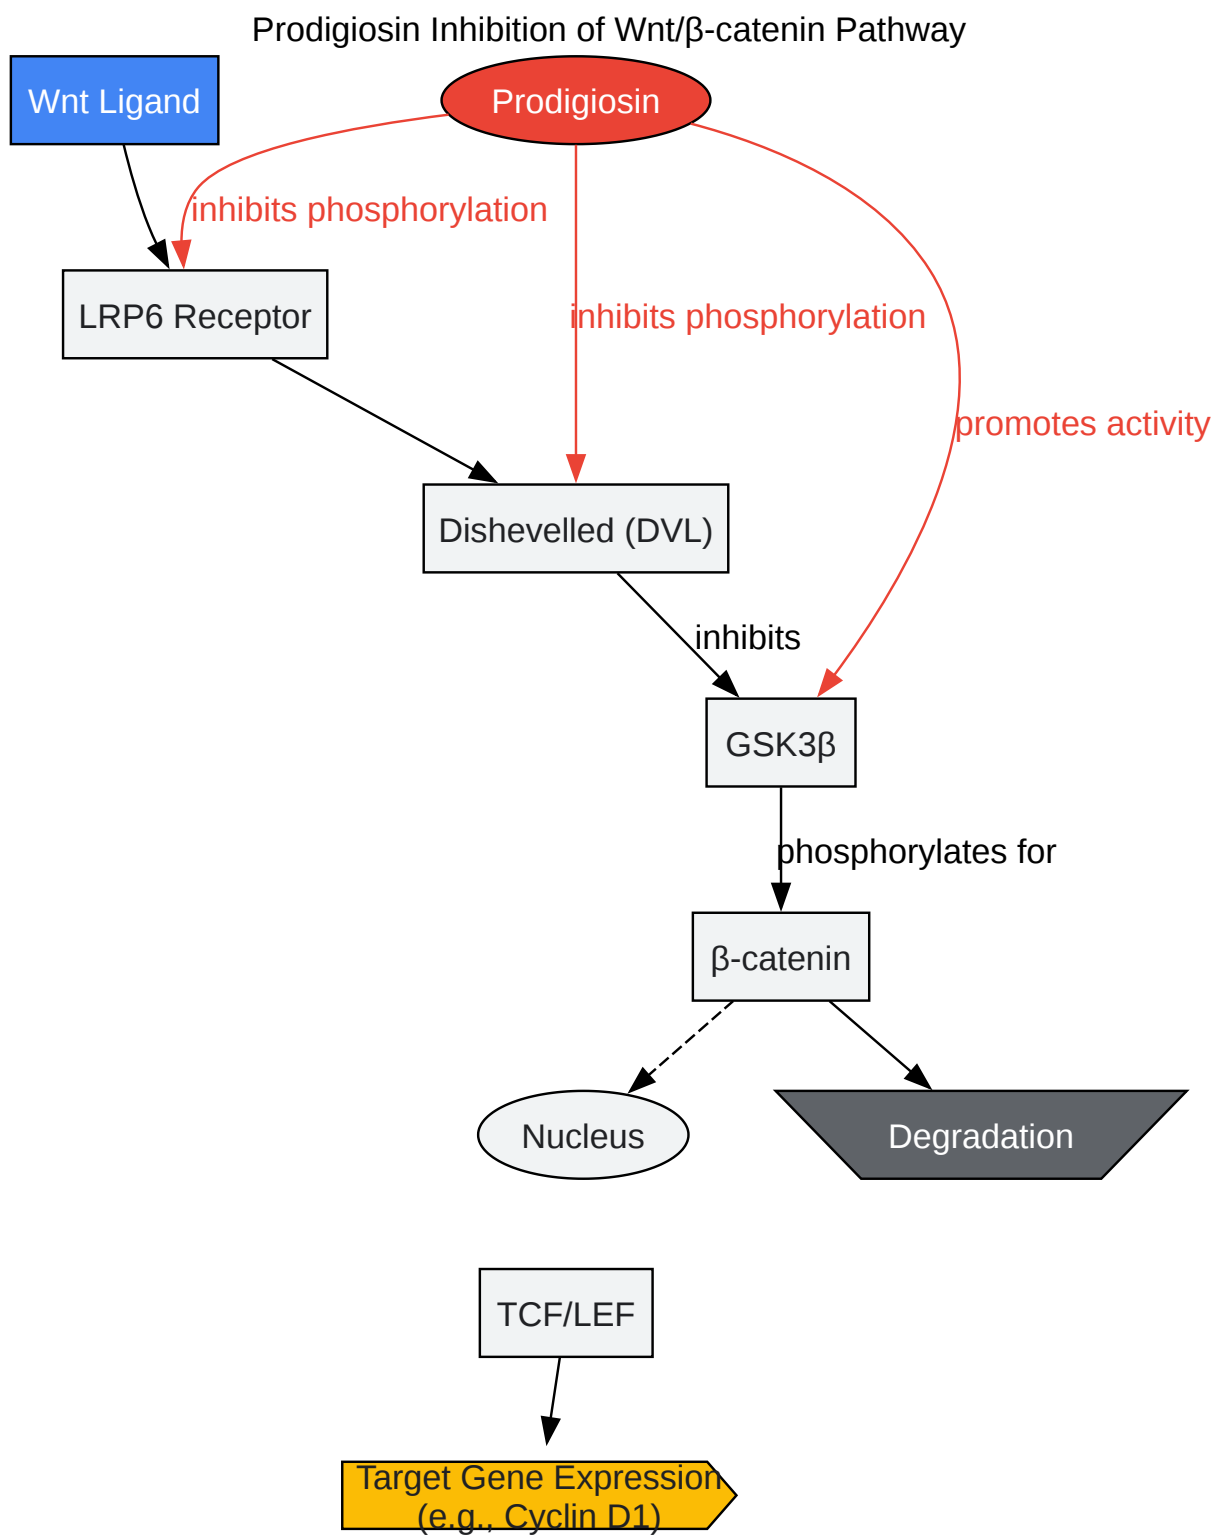 Prodigiosin Inhibition of Wnt/β-catenin Pathway
Wnt Ligand
Prodigiosin
inhibits phosphorylation
LRP6 Receptor
inhibits phosphorylation
promotes activity
Dishevelled (DVL)
inhibits
GSK3β
phosphorylates for
β-catenin
Nucleus
Degradation
TCF/LEF
Target Gene Expression
(e.g., Cyclin D1)